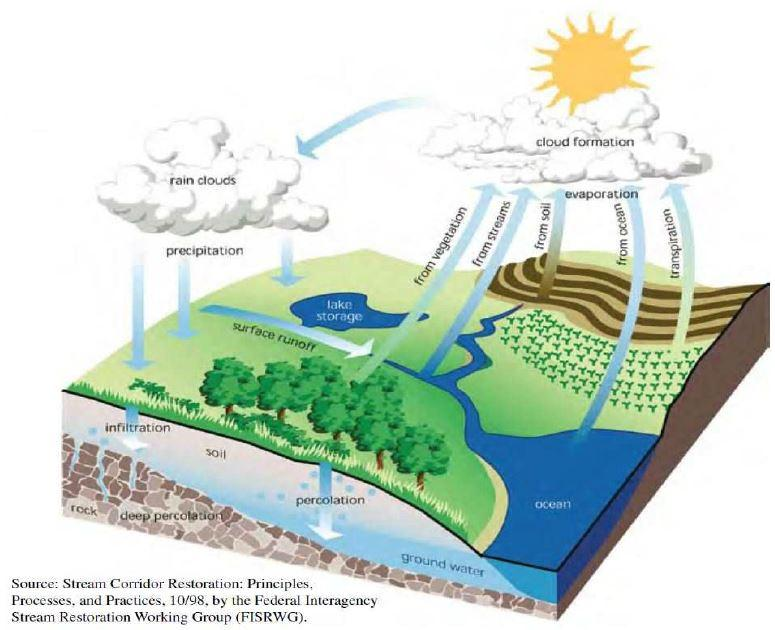 cloud formation
rain clouds
evaporation
precipitation
from vegetation
from streams
from soil
from ocean
transpiration
lake
storage
surface runoff
infiltration
soil
percolation
ocean
rock
deep percolation
ground water
Source: Stream Corridor Restoration: Principles,
Processes, and Practices, 10/98, by the Federal Interagency
Stream Restoration Working Group (FISRWG).